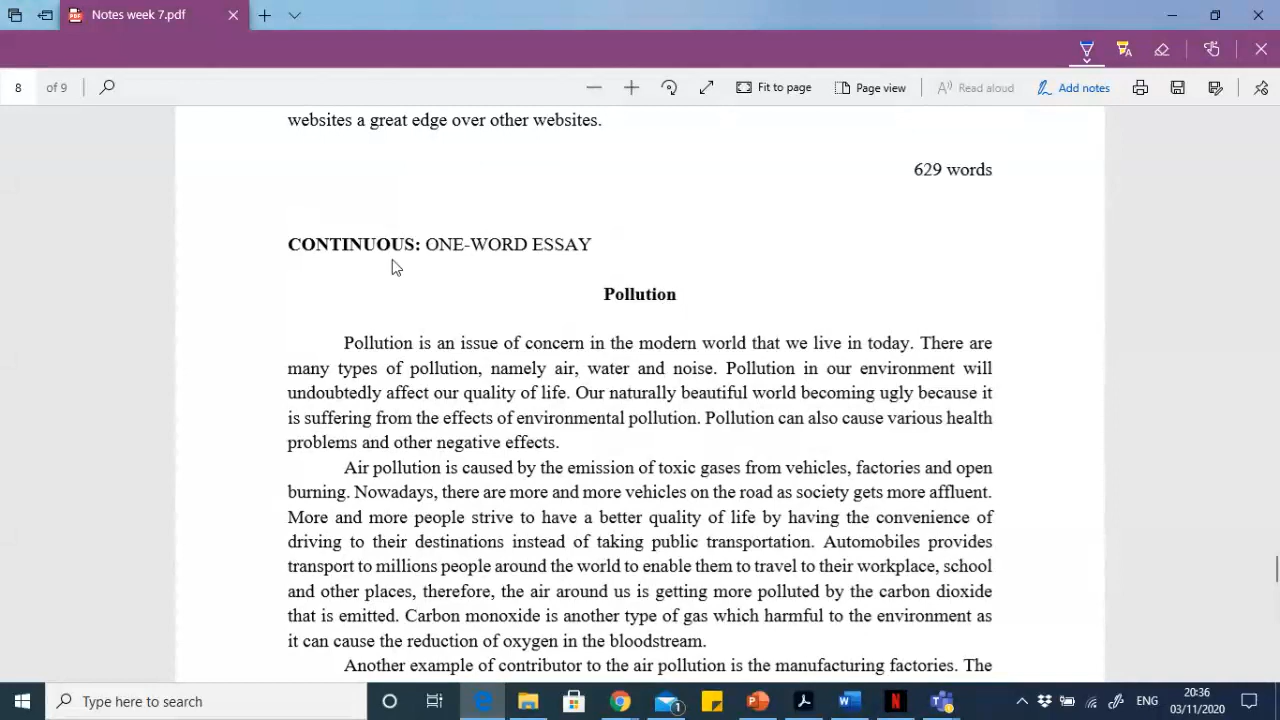 Notes week 7.pdf
8 of 9
Fit to page
Page view
Read aloud
Add notes
websites a great edge over other websites.
629 words
CONTINUOUS: ONE-WORD ESSAY
Pollution
Pollution is an issue of concern in the modern world that we live in today. There are
many types of pollution, namely air, water and noise. Pollution in our environment will
undoubtedly affect our quality of life. Our naturally beautiful world becoming ugly because it
is suffering from the effects of environmental pollution. Pollution can also cause various health
problems and other negative effects.
Air pollution is caused by the emission of toxic gases from vehicles, factories and open
burning. Nowadays, there are more and more vehicles on the road as society gets more affluent.
More and more people strive to have a better quality of life by having the convenience of
driving to their destinations instead of taking public transportation. Automobiles provides
transport to millions people around the world to enable them to travel to their workplace, school
and other places, therefore, the air around us is getting more polluted by the carbon dioxide
that is emitted. Carbon monoxide is another type of gas which harmful to the environment as
it can cause the reduction of oxygen in the bloodstream.
Another example of contributor to the air pollution is the manufacturing factories. The
Type here to search
1
ENG
20:36
03/11/2020